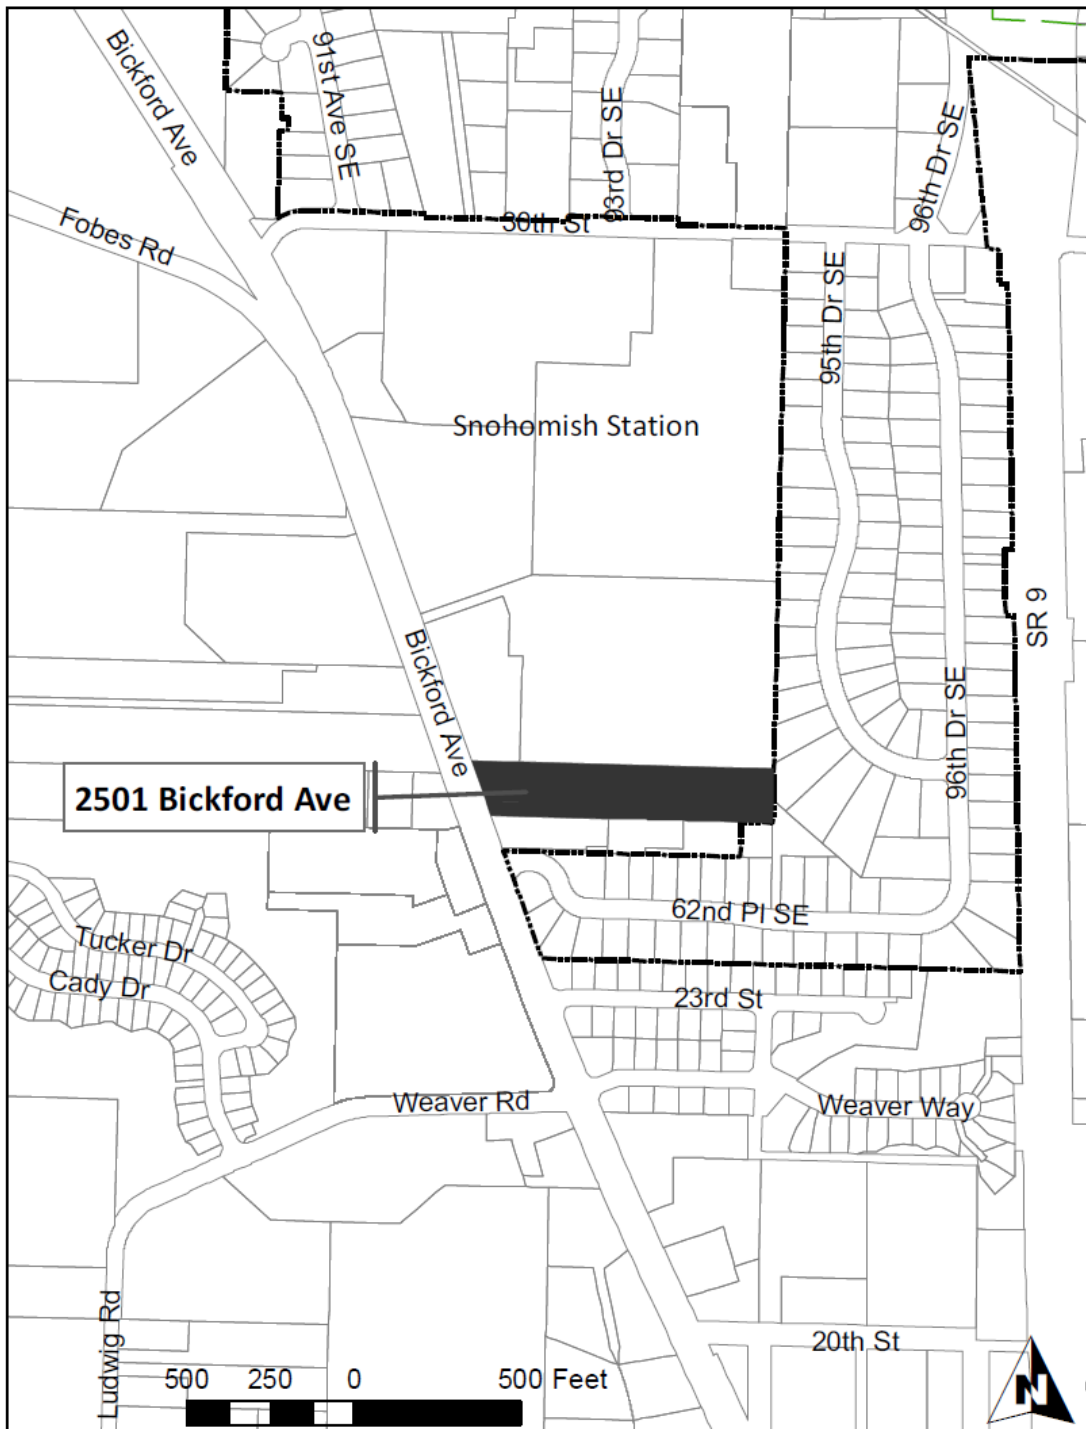 Bickford Ave
91st Ave SE
93rd Dr SE
96th Dr SE
Fobes Rd
30th St
95th Dr SE
Snohomish Station
SR 9
Bickford Ave
96th Dr SE
2501 Bickford Ave
62nd Pl SE
Tucker Dr
Cady Dr
23rd St
Weaver Rd
Weaver Way
Ludwig Rd
20th St
500 250 0 500 Feet
N